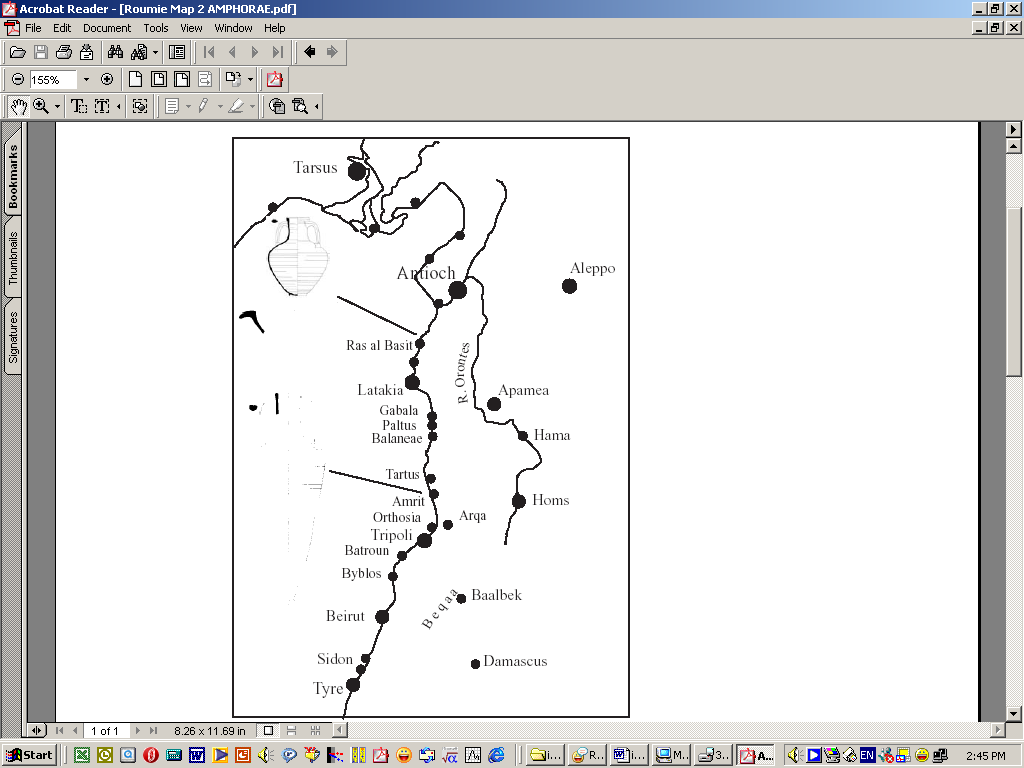 Acrobat Reader - [Roumie Map 2 AMPHORAE.pdf]
File Edit Document Tools View Window Help
155%
Bookmarks
Thumbnails
Signatures
Tarsus
Antioch
Aleppo
Ras al Basit
R. Orontes
Latakia
Apamea
Gabala
Paltus
Balaneae
Hama
Tartus
Amrit
Homs
Orthosia
Arqa
Tripoli
Batroun
Byblos
Baalbek
Beqaa
Beirut
Sidon
Damascus
Tyre
1 of 1
8.26 x 11.69 in
Start
i...
R..
i...
M..
3..
A...
EN
2:45 PM